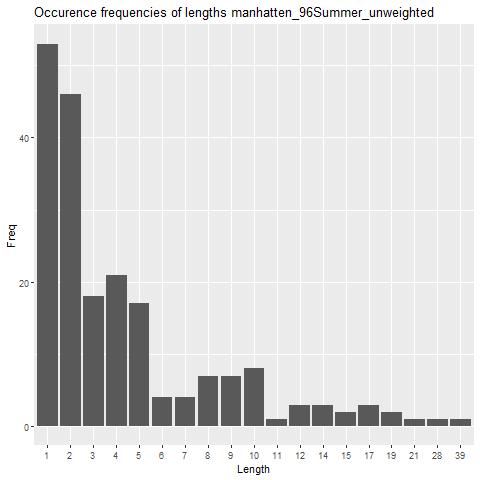 Occurence frequencies of lengths manhatten_96Summer_unweighted
Freq
40
20
0
1 2 3 4 5 6 7 8 9 10 11 12 14 15 17 19 21 28 39
Length